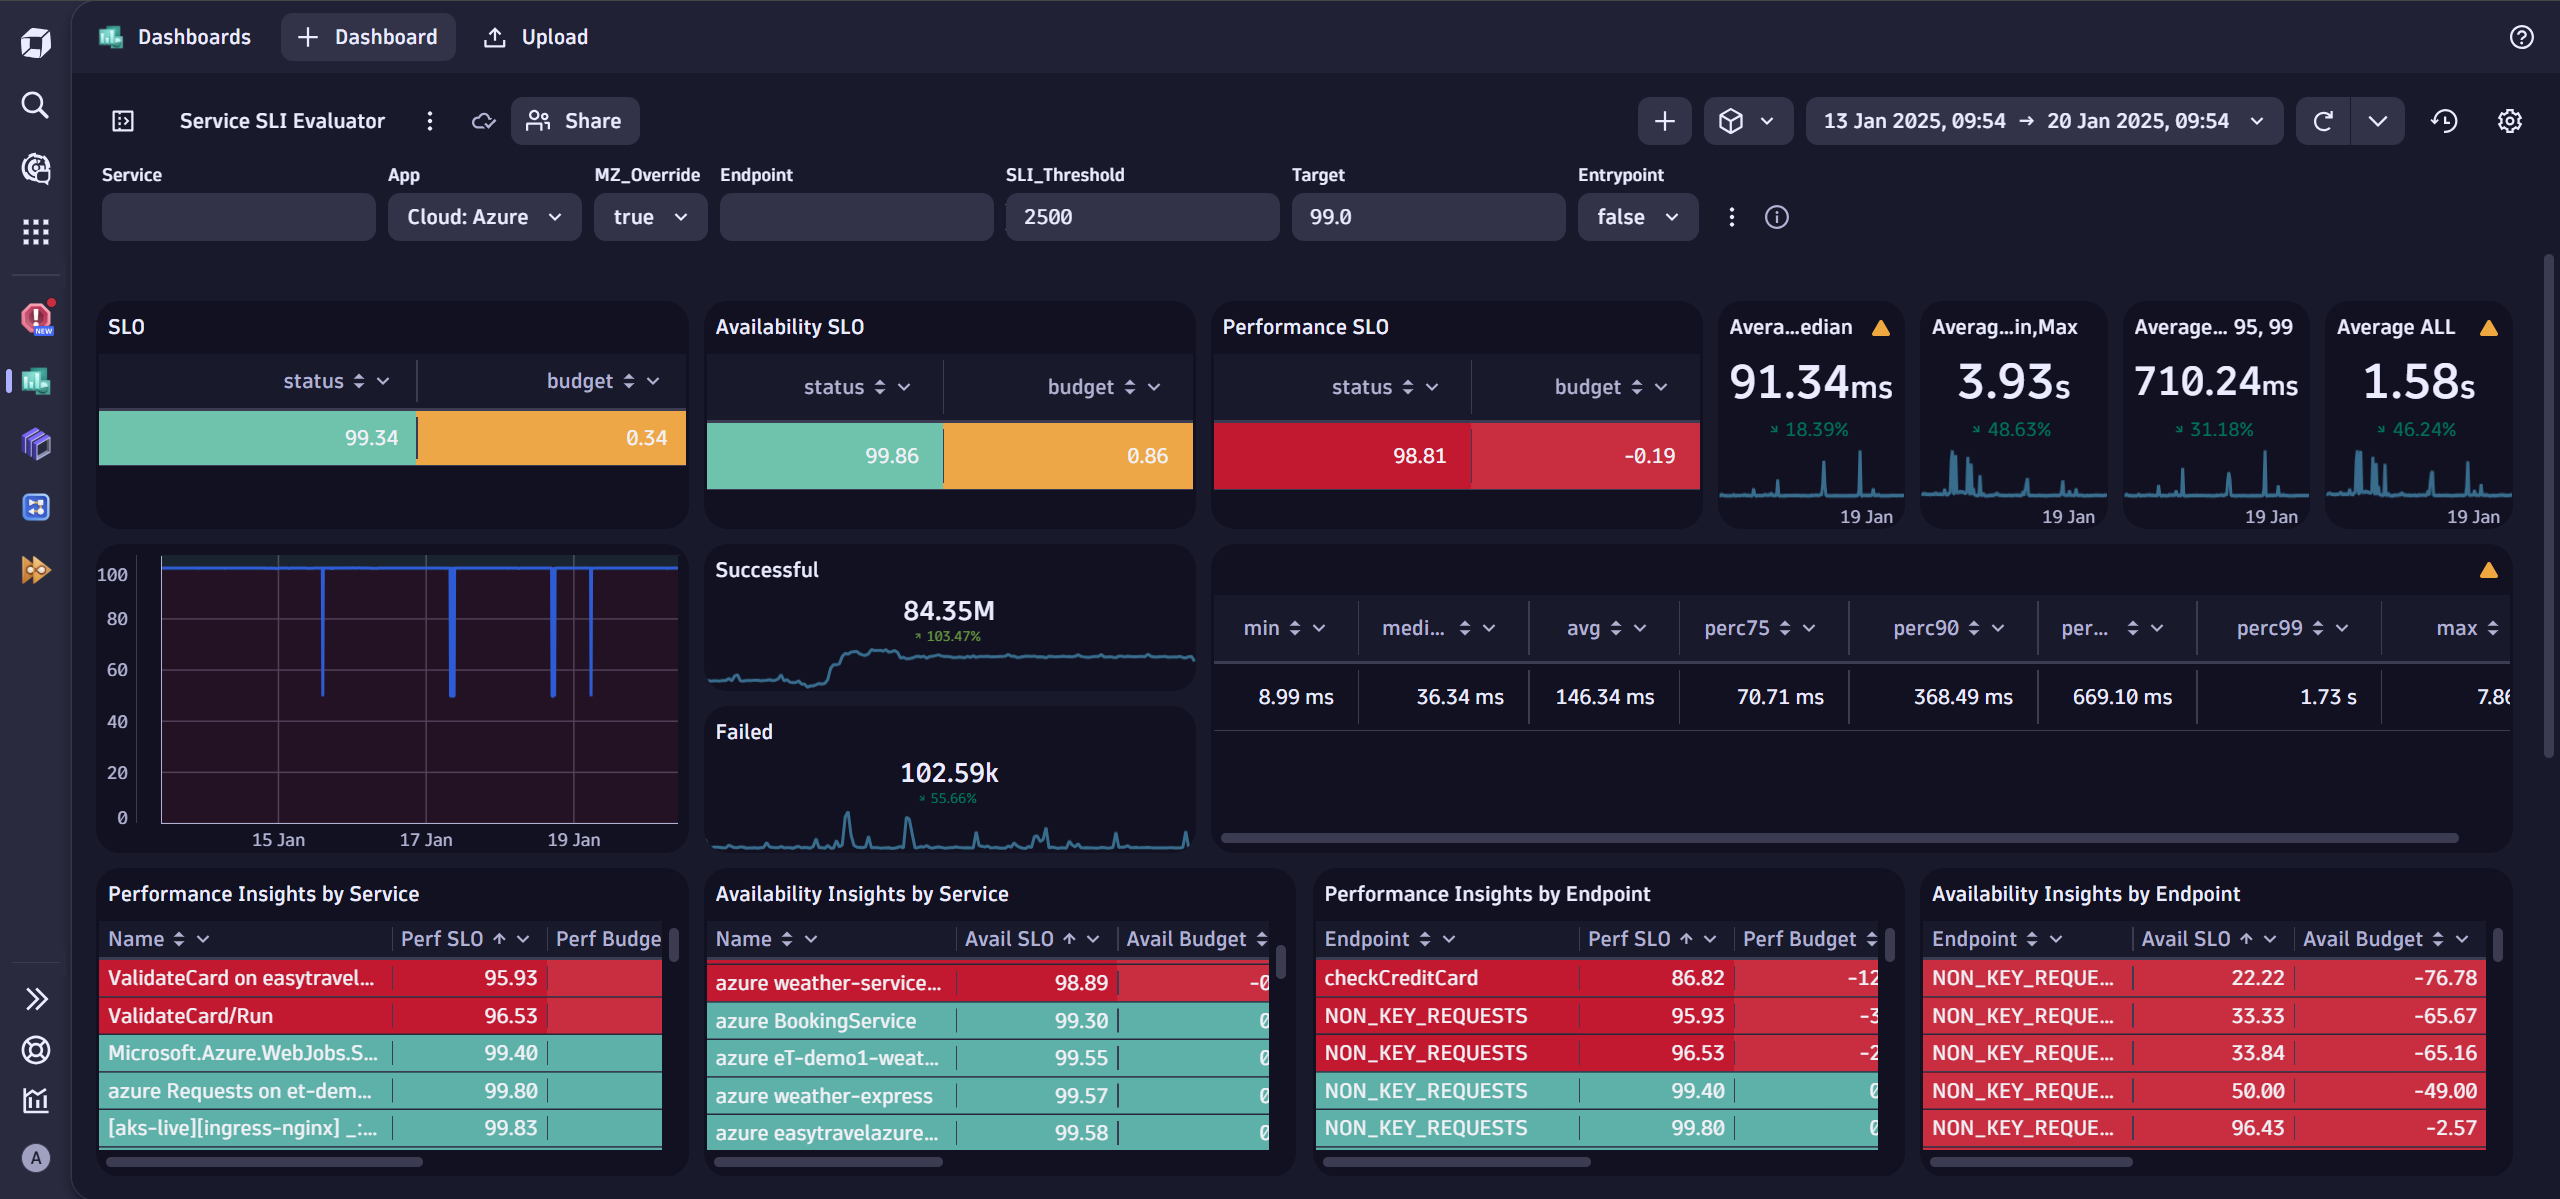 Dashboards
Dashboard
Upload
Service SLI Evaluator
Share
13 Jan 2025, 09:54 → 20 Jan 2025, 09:54
Service
App
MZ_Override
Endpoint
SLI_Threshold
Target
Entrypoint
Cloud: Azure
true
2500
99.0
false
NEW
SLO
status
budget
99.34
0.34
Availability SLO
status
budget
99.86
0.86
Performance SLO
status
budget
98.81
-0.19
Avera...edian
91.34ms
18.39%
19 Jan
Averag...in,Max
3.93s
48.63%
19 Jan
Average... 95, 99
710.24ms
31.18%
19 Jan
Average ALL
1.58s
46.24%
19 Jan
100
80
60
40
20
0
15 Jan
17 Jan
19 Jan
Successful
84.35M
103.47%
Failed
102.59k
55.66%
min medi... avg perc75 perc90 per... perc99 max
8.99 ms 36.34 ms 146.34 ms 70.71 ms 368.49 ms 669.10 ms 1.73 s 7.86
Performance Insights by Service
Name Perf SLO Perf Budge
ValidateCard on easytravel... 95.93
ValidateCard/Run 96.53
Microsoft.Azure.WebJobs.S... 99.40
azure Requests on et-dem... 99.80
[aks-live][ingress-nginx] _:... 99.83
Availability Insights by Service
Name Avail SLO Avail Budget
azure weather-service... 98.89 -0
azure BookingService 99.30 0
azure eT-demo1-weat... 99.55 0
azure weather-express 99.57 0
azure easytravelazure... 99.58 0
Performance Insights by Endpoint
Endpoint Perf SLO Perf Budget
checkCreditCard 86.82 -12
NON_KEY_REQUESTS 95.93 -3
NON_KEY_REQUESTS 96.53 -2
NON_KEY_REQUESTS 99.40 0
NON_KEY_REQUESTS 99.80 0
Availability Insights by Endpoint
Endpoint Avail SLO Avail Budget
NON_KEY_REQUE... 22.22 -76.78
NON_KEY_REQUE... 33.33 -65.67
NON_KEY_REQUE... 33.84 -65.16
NON_KEY_REQUE... 50.00 -49.00
NON_KEY_REQUE... 96.43 -2.57
A